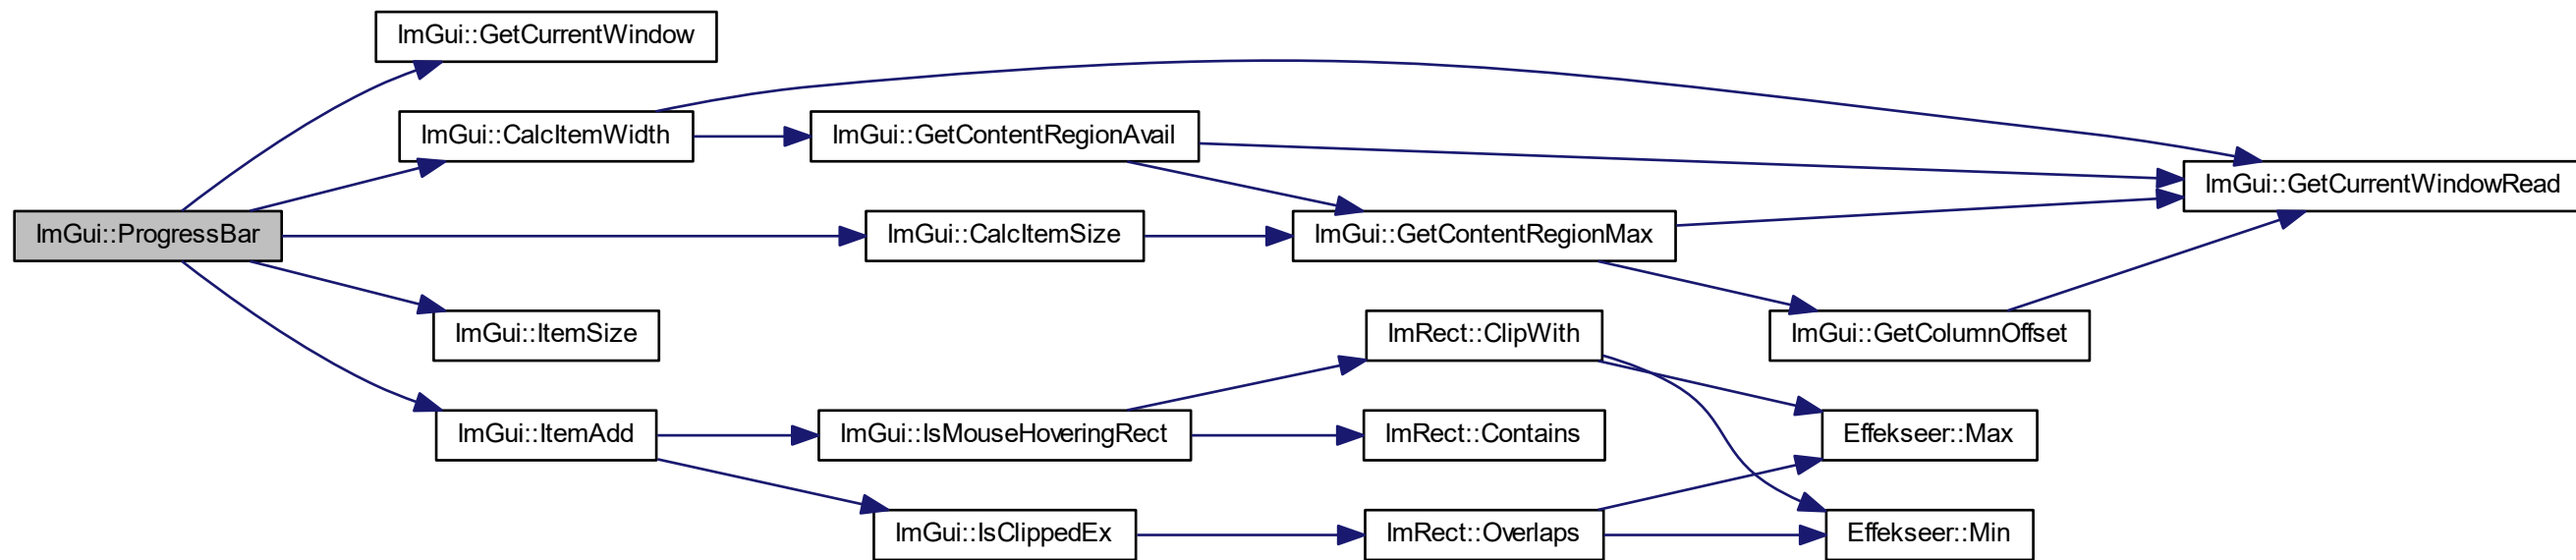 ImGui::GetCurrentWindow
ImGui::CalcItemWidth
ImGui::GetContentRegionAvail
ImGui::GetCurrentWindowRead
ImGui::ProgressBar
ImGui::CalcItemSize
ImGui::GetContentRegionMax
ImGui::ItemSize
ImRect::ClipWith
ImGui::GetColumnOffset
ImGui::ItemAdd
ImGui::IsMouseHoveringRect
ImRect::Contains
Effekseer::Max
ImGui::IsClippedEx
ImRect::Overlaps
Effekseer::Min